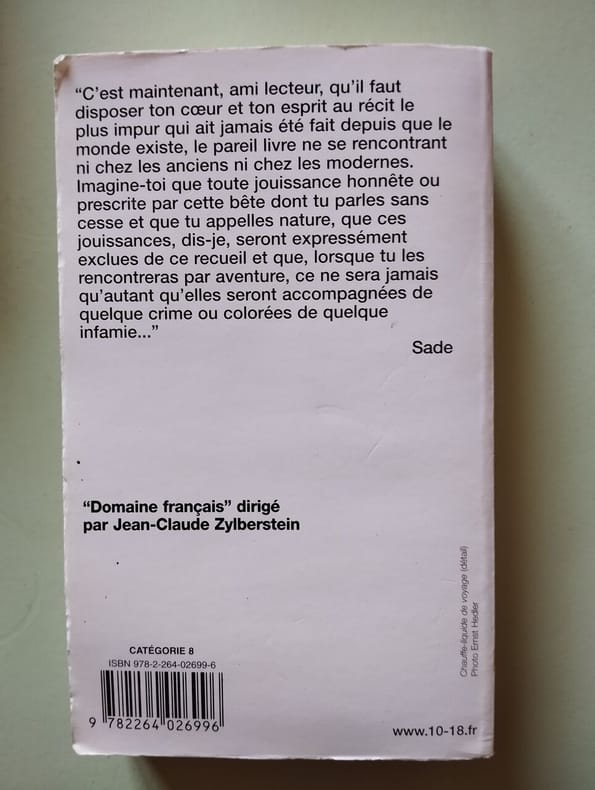 “C’est maintenant, ami lecteur, qu’il faut
disposer ton cœur et ton esprit au récit le
plus impur qui ait jamais été fait depuis que le
monde existe, le pareil livre ne se rencontrant
ni chez les anciens ni chez les modernes.
Imagine-toi que toute jouissance honnête ou
prescrite par cette bête dont tu parles sans
cesse et que tu appelles nature, que ces
jouissances, dis-je, seront expressément
exclues de ce recueil et que, lorsque tu les
rencontreras par aventure, ce ne sera jamais
qu’autant qu’elles seront accompagnées de
quelque crime ou colorées de quelque
infamie...”
Sade
“Domaine français” dirigé
par Jean-Claude Zylberstein
CATÉGORIE 8
ISBN 978-2-264-02699-6
9 782264 026996
www.10-18.fr
Chauffe-liquide de voyage (détail)
Photo Ernst Hedler